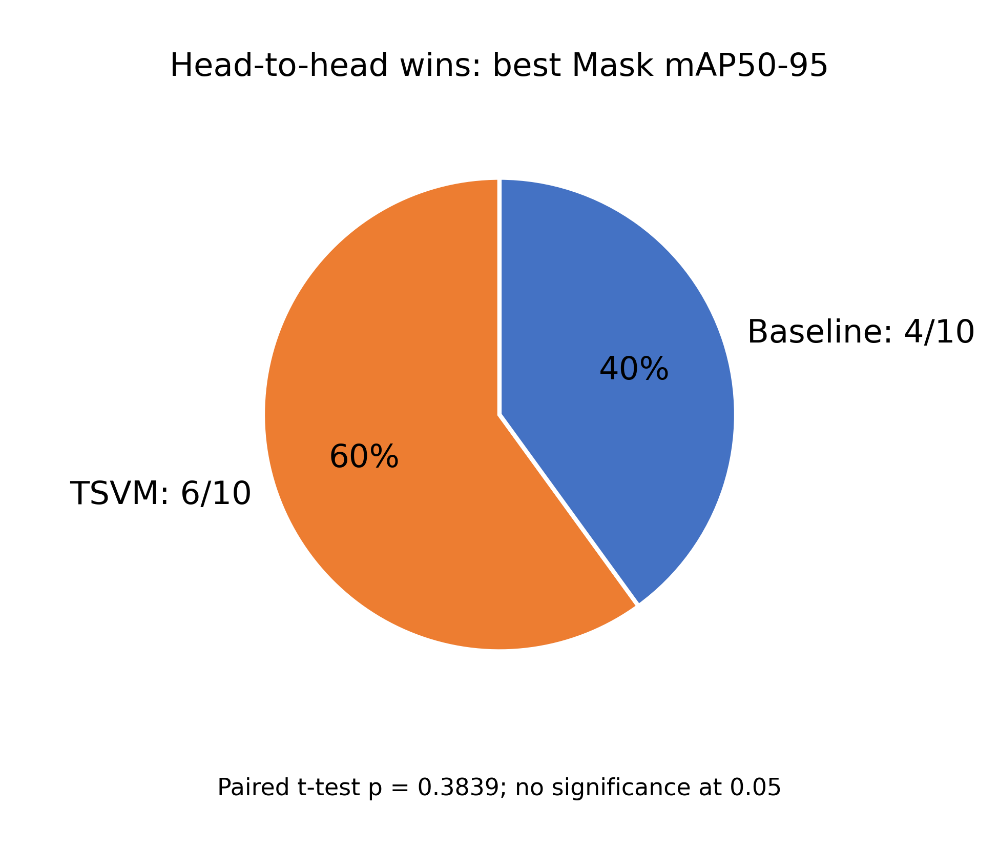 Head-to-head wins: best Mask mAP50-95
Baseline: 4/10
40%
60%
TSVM: 6/10
Paired t-test p = 0.3839; no significance at 0.05